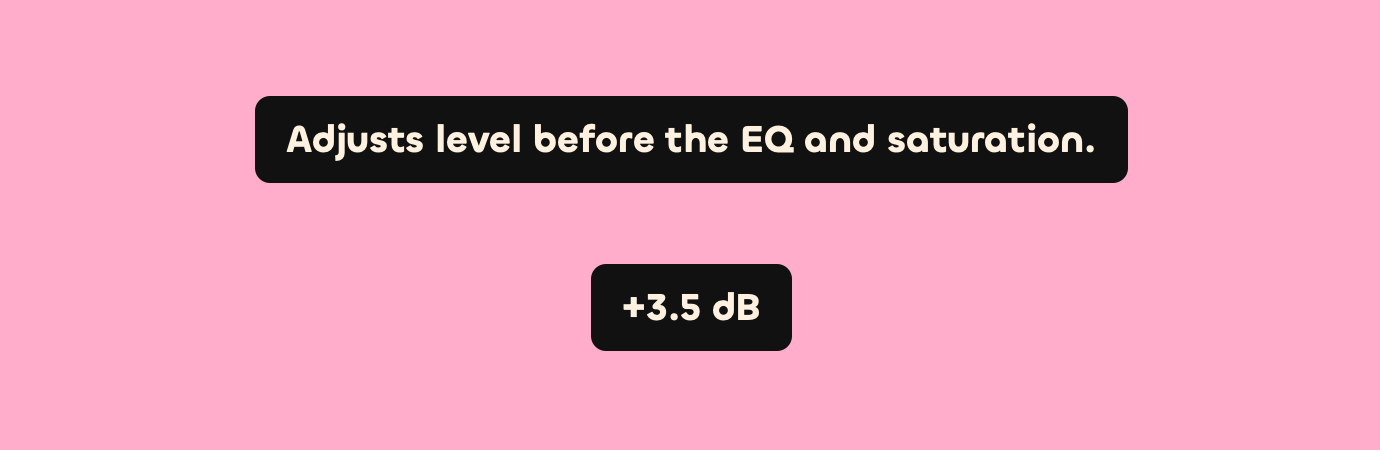 Adjusts level before the EQ and saturation.
+3.5 dB